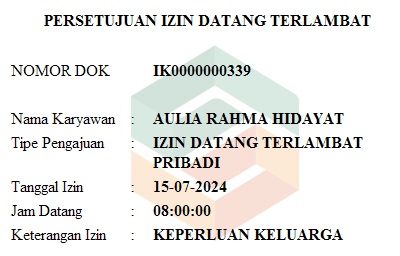 PERSETUJUAN IZIN DATANG TERLAMBAT
NOMOR DOK IK0000000339
Nama Karyawan : AULIA RAHMA HIDAYAT
Tipe Pengajuan : IZIN DATANG TERLAMBAT
PRIBADI
Tanggal Izin : 15-07-2024
Jam Datang : 08:00:00
Keterangan Izin : KEPERLUAN KELUARGA